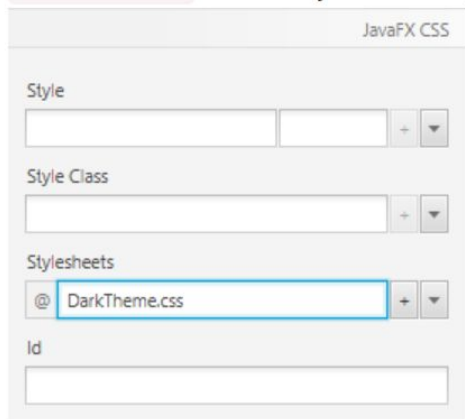 JavaFX CSS
Style
+
Style Class
+
Stylesheets
@ DarkTheme.css +
Id